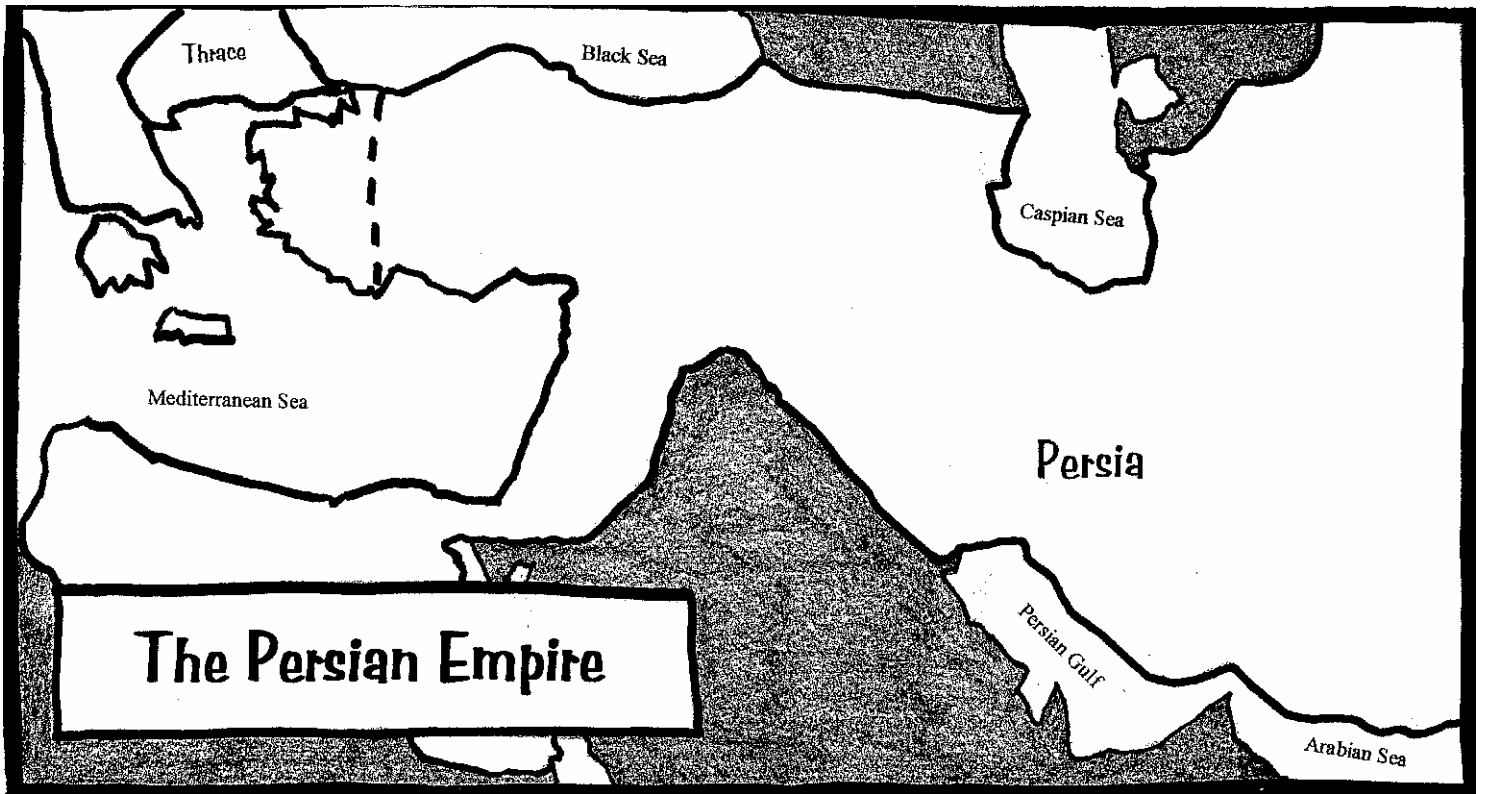 Thrace
Black Sea
Caspian Sea
Mediterranean Sea
Persia
Persian Gulf
The Persian Empire
Arabian Sea